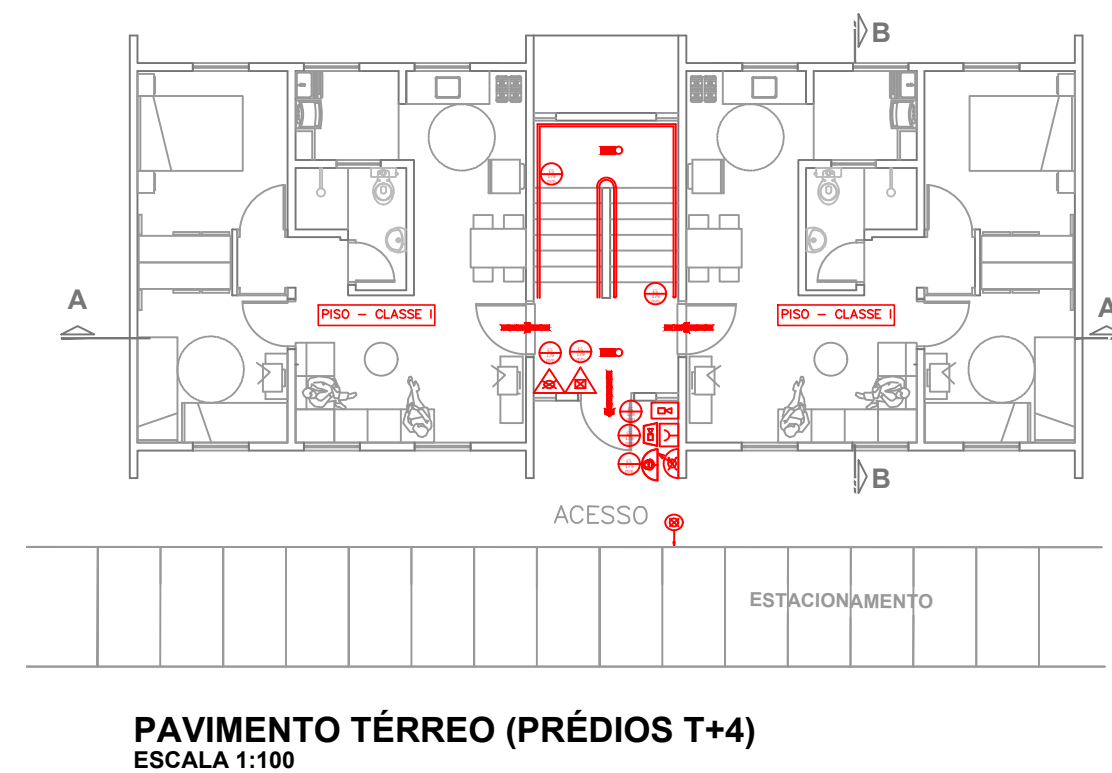 B
A
PISO – CLASSE I
PISO – CLASSE I
A
B
ACESSO
ESTACIONAMENTO
PAVIMENTO TÉRREO (PRÉDIOS T+4)
ESCALA 1:100